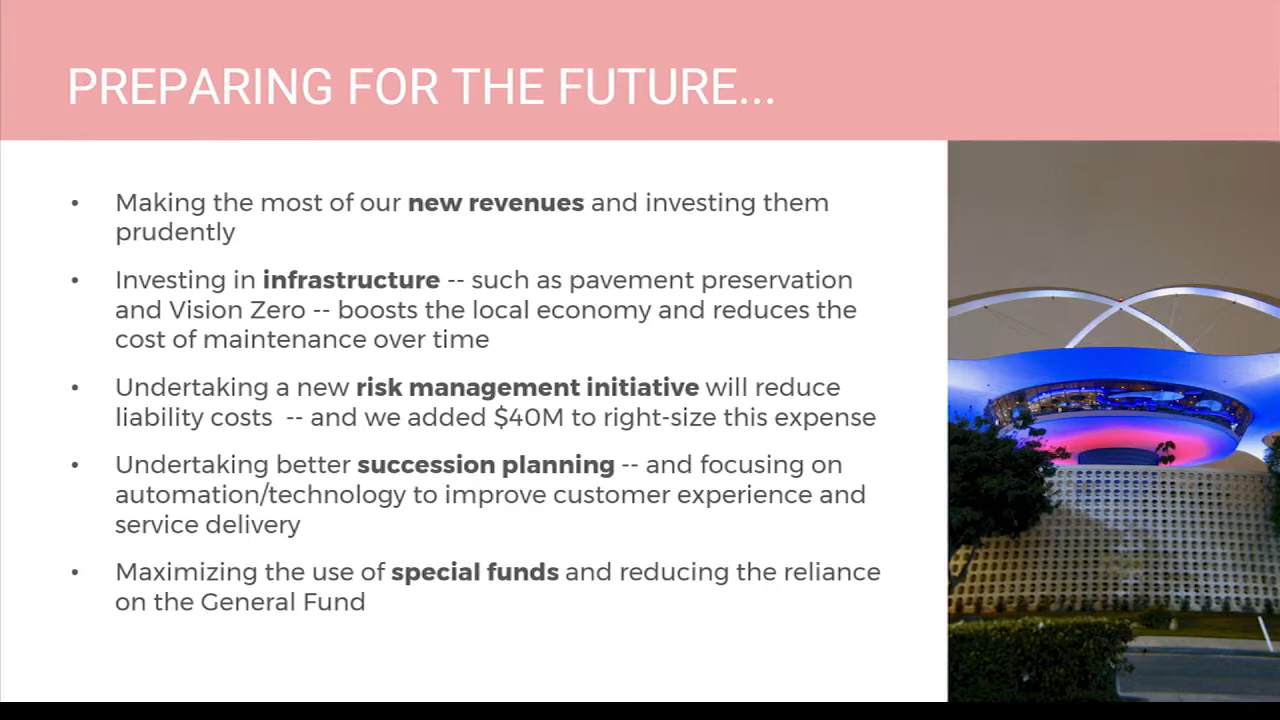 PREPARING FOR THE FUTURE...
• Making the most of our new revenues and investing them
prudently
• Investing in infrastructure -- such as pavement preservation
and Vision Zero -- boosts the local economy and reduces the
cost of maintenance over time
• Undertaking a new risk management initiative will reduce
liability costs  -- and we added $40M to right-size this expense
• Undertaking better succession planning -- and focusing on
automation/technology to improve customer experience and
service delivery
• Maximizing the use of special funds and reducing the reliance
on the General Fund